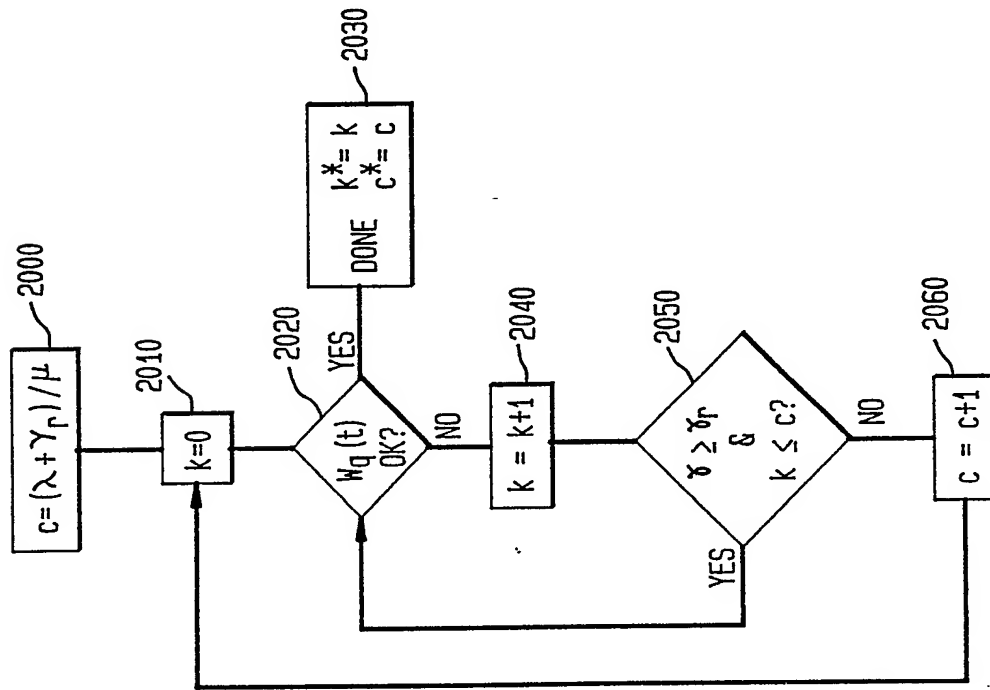 2000
c=(λ+γr)/μ
2010
k=0
2020
Wq(t)
OK?
YES
2030
k*= k
DONE c*= c
NO
2040
k = k+1
2050
γ ≥ γr
&
k ≤ c?
YES
NO
2060
c = c+1